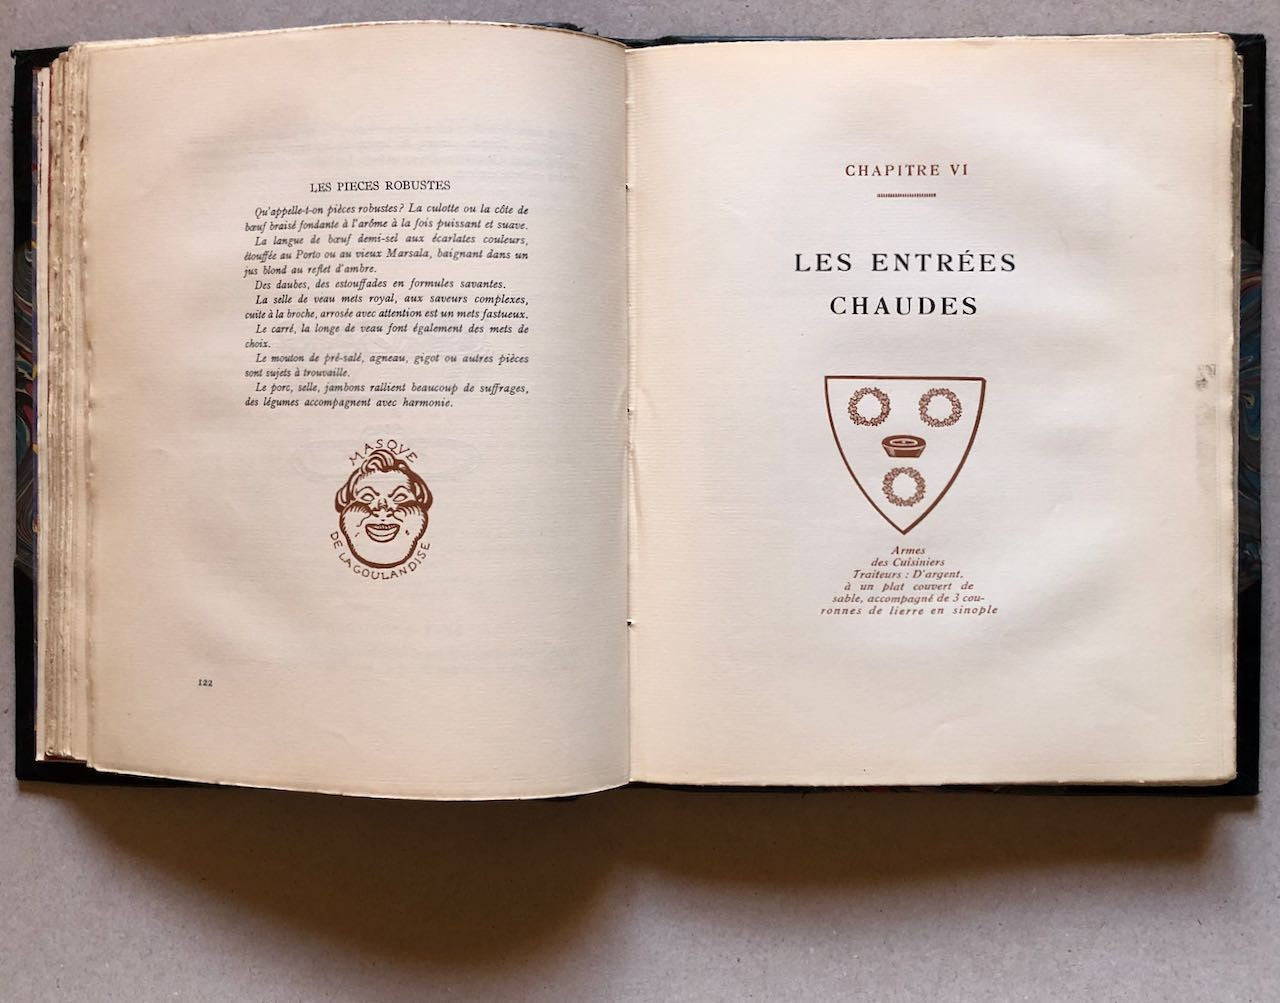 LES PIECES ROBUSTES
Qu'appelle-t-on pièces robustes? La culotte ou la côte de
bœuf braisé fondante à l'arôme à la fois puissant et suave.
La langue de bœuf demi-sel aux écarlates couleurs,
étouffée au Porto ou au vieux Marsala, baignant dans un
jus blond au reflet d'ambre.
Des daubes, des estouffades en formules savantes.
La selle de veau mets royal, aux saveurs complexes,
cuite à la broche, arrosée avec attention est un mets fastueux.
Le carré, la longe de veau font également des mets de
choix.
Le mouton de pré-salé, agneau, gigot ou autres pièces
sont sujets à trouvaille.
Le porc, selle, jambons rallient beaucoup de suffrages,
des légumes accompagnent avec harmonie.
MASQVE
DE LAGOULANDISE
122
CHAPITRE VI
LES ENTRÉES
CHAUDES
Armes
des Cuisiniers
Traiteurs : D'argent,
à un plat couvert de
sable, accompagné de 3 cou-
ronnes de lierre en sinople